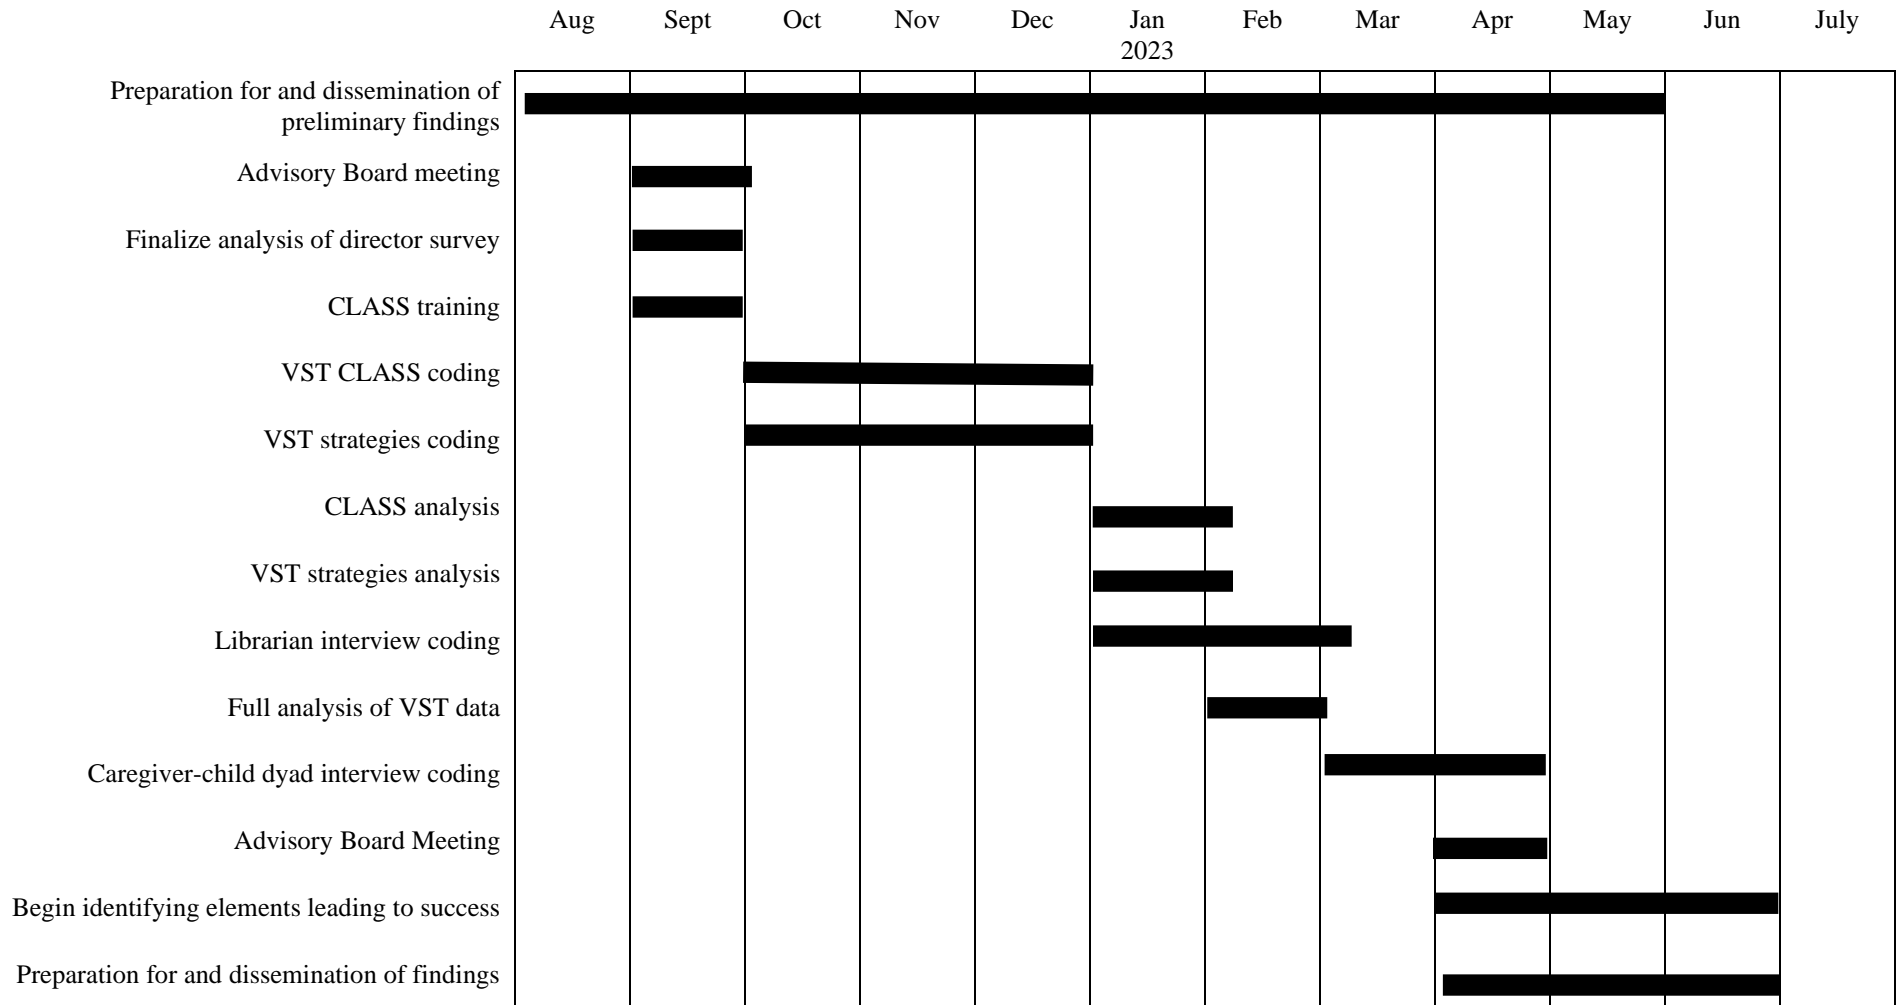 Aug Sept Oct Nov Dec Jan Feb Mar Apr May Jun July
2023
Preparation for and dissemination of
preliminary findings
Advisory Board meeting
Finalize analysis of director survey
CLASS training
VST CLASS coding
VST strategies coding
CLASS analysis
VST strategies analysis
Librarian interview coding
Full analysis of VST data
Caregiver-child dyad interview coding
Advisory Board Meeting
Begin identifying elements leading to success
Preparation for and dissemination of findings